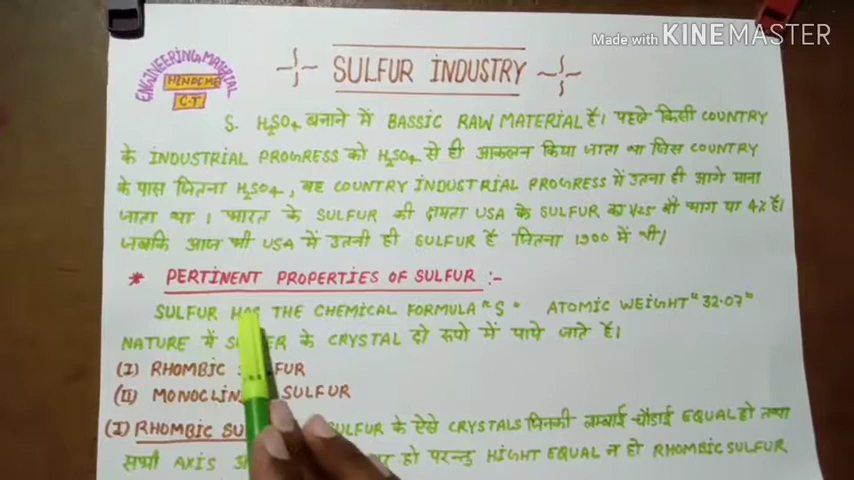 Made with KINEMASTER
ENGINEERING MATERIAL
HINDEME
C.T
SULFUR INDUSTRY
S. H₂SO₄ बनाने में BASSIC RAW MATERIAL है। पहले किसी COUNTRY
के INDUSTRIAL PROGRESS को H₂SO₄ से ही आकलन किया जाता था जिस COUNTRY
के पास जितना H₂SO₄, वह COUNTRY INDUSTRIAL PROGRESS में उतना ही आगे माना
जाता था। भारत के SULFUR की क्षमता USA के SULFUR का 1/25 वाँ भाग या 4% है।
जबकि आज भी USA में उतनी ही SULFUR है जितना 1900 में थी।
* PERTINENT PROPERTIES OF SULFUR :-
SULFUR HAS THE CHEMICAL FORMULA "S" ATOMIC WEIGHT "32.07"
NATURE में के CRYSTAL दो रूपो में पाये जाते है।
(I) RHOMBIC
(II) MONOCLIN SULFUR
(I) RHOMBIC SULFUR के ऐसे CRYSTALS जिनकी लम्बाई-चौडाई EQUAL हो तथा
सभी AXIS हो परन्तु HIGHT EQUAL न हो RHOMBIC SULFUR